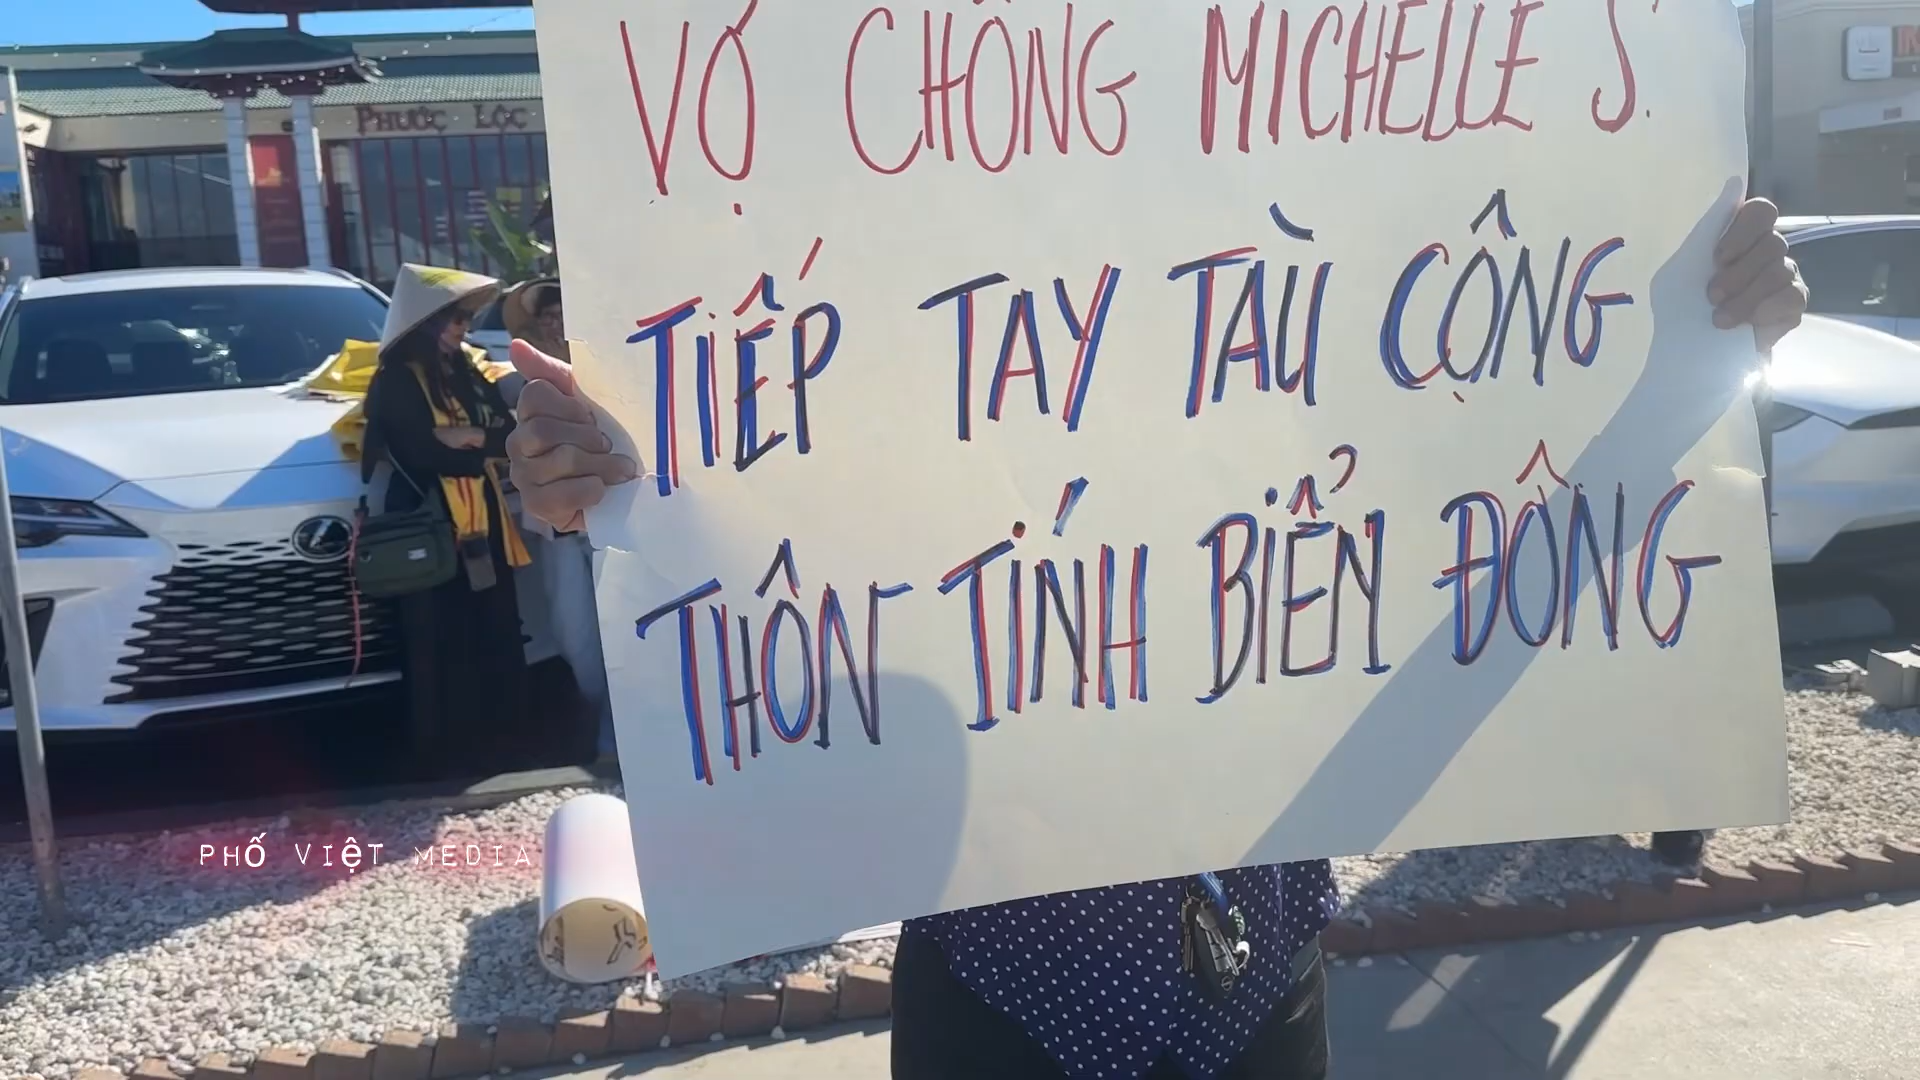 VỢ CHỒNG MICHELLE S.
TIẾP TAY TÀU CỘNG
THÔN TÍNH BIỂN ĐÔNG
PHƯỚC LỘC
PHỐ VIỆT MEDIA